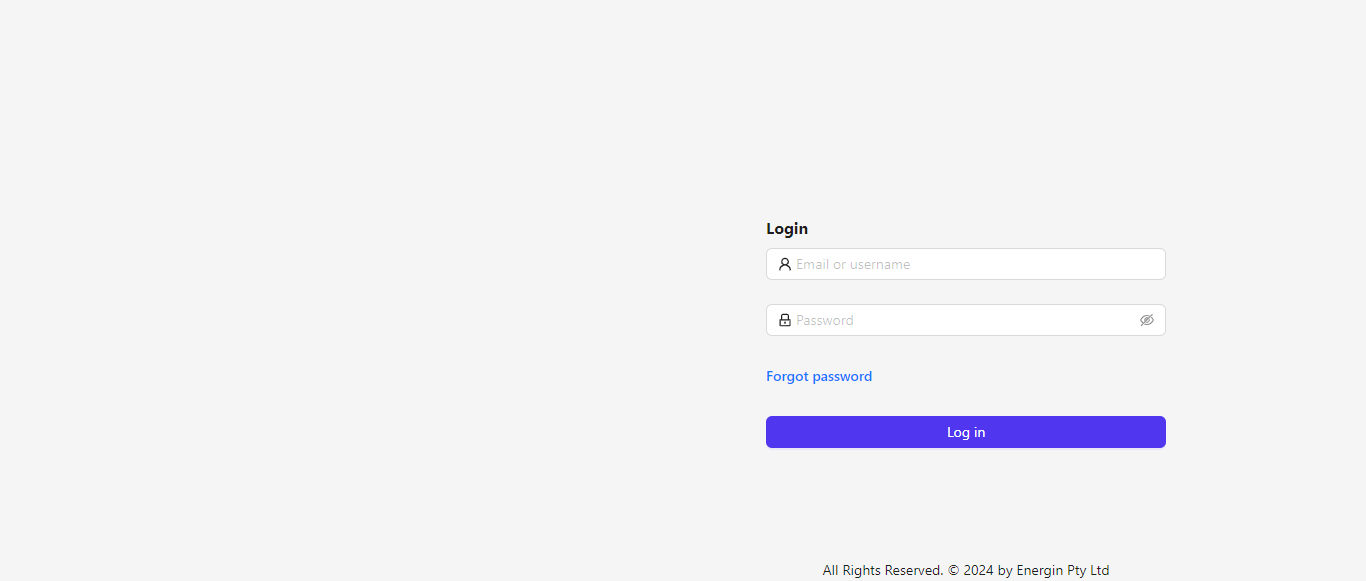 Login
Email or username
Password
Forgot password
Log in
All Rights Reserved. © 2024 by Energin Pty Ltd